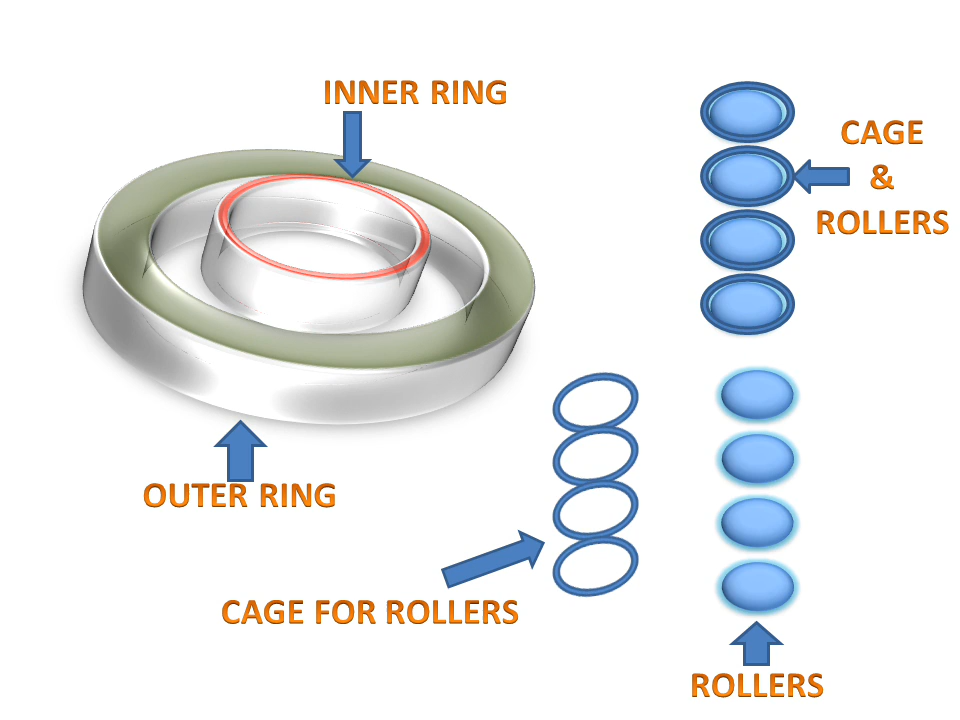 INNER RING
CAGE
&
ROLLERS
OUTER RING
CAGE FOR ROLLERS
ROLLERS